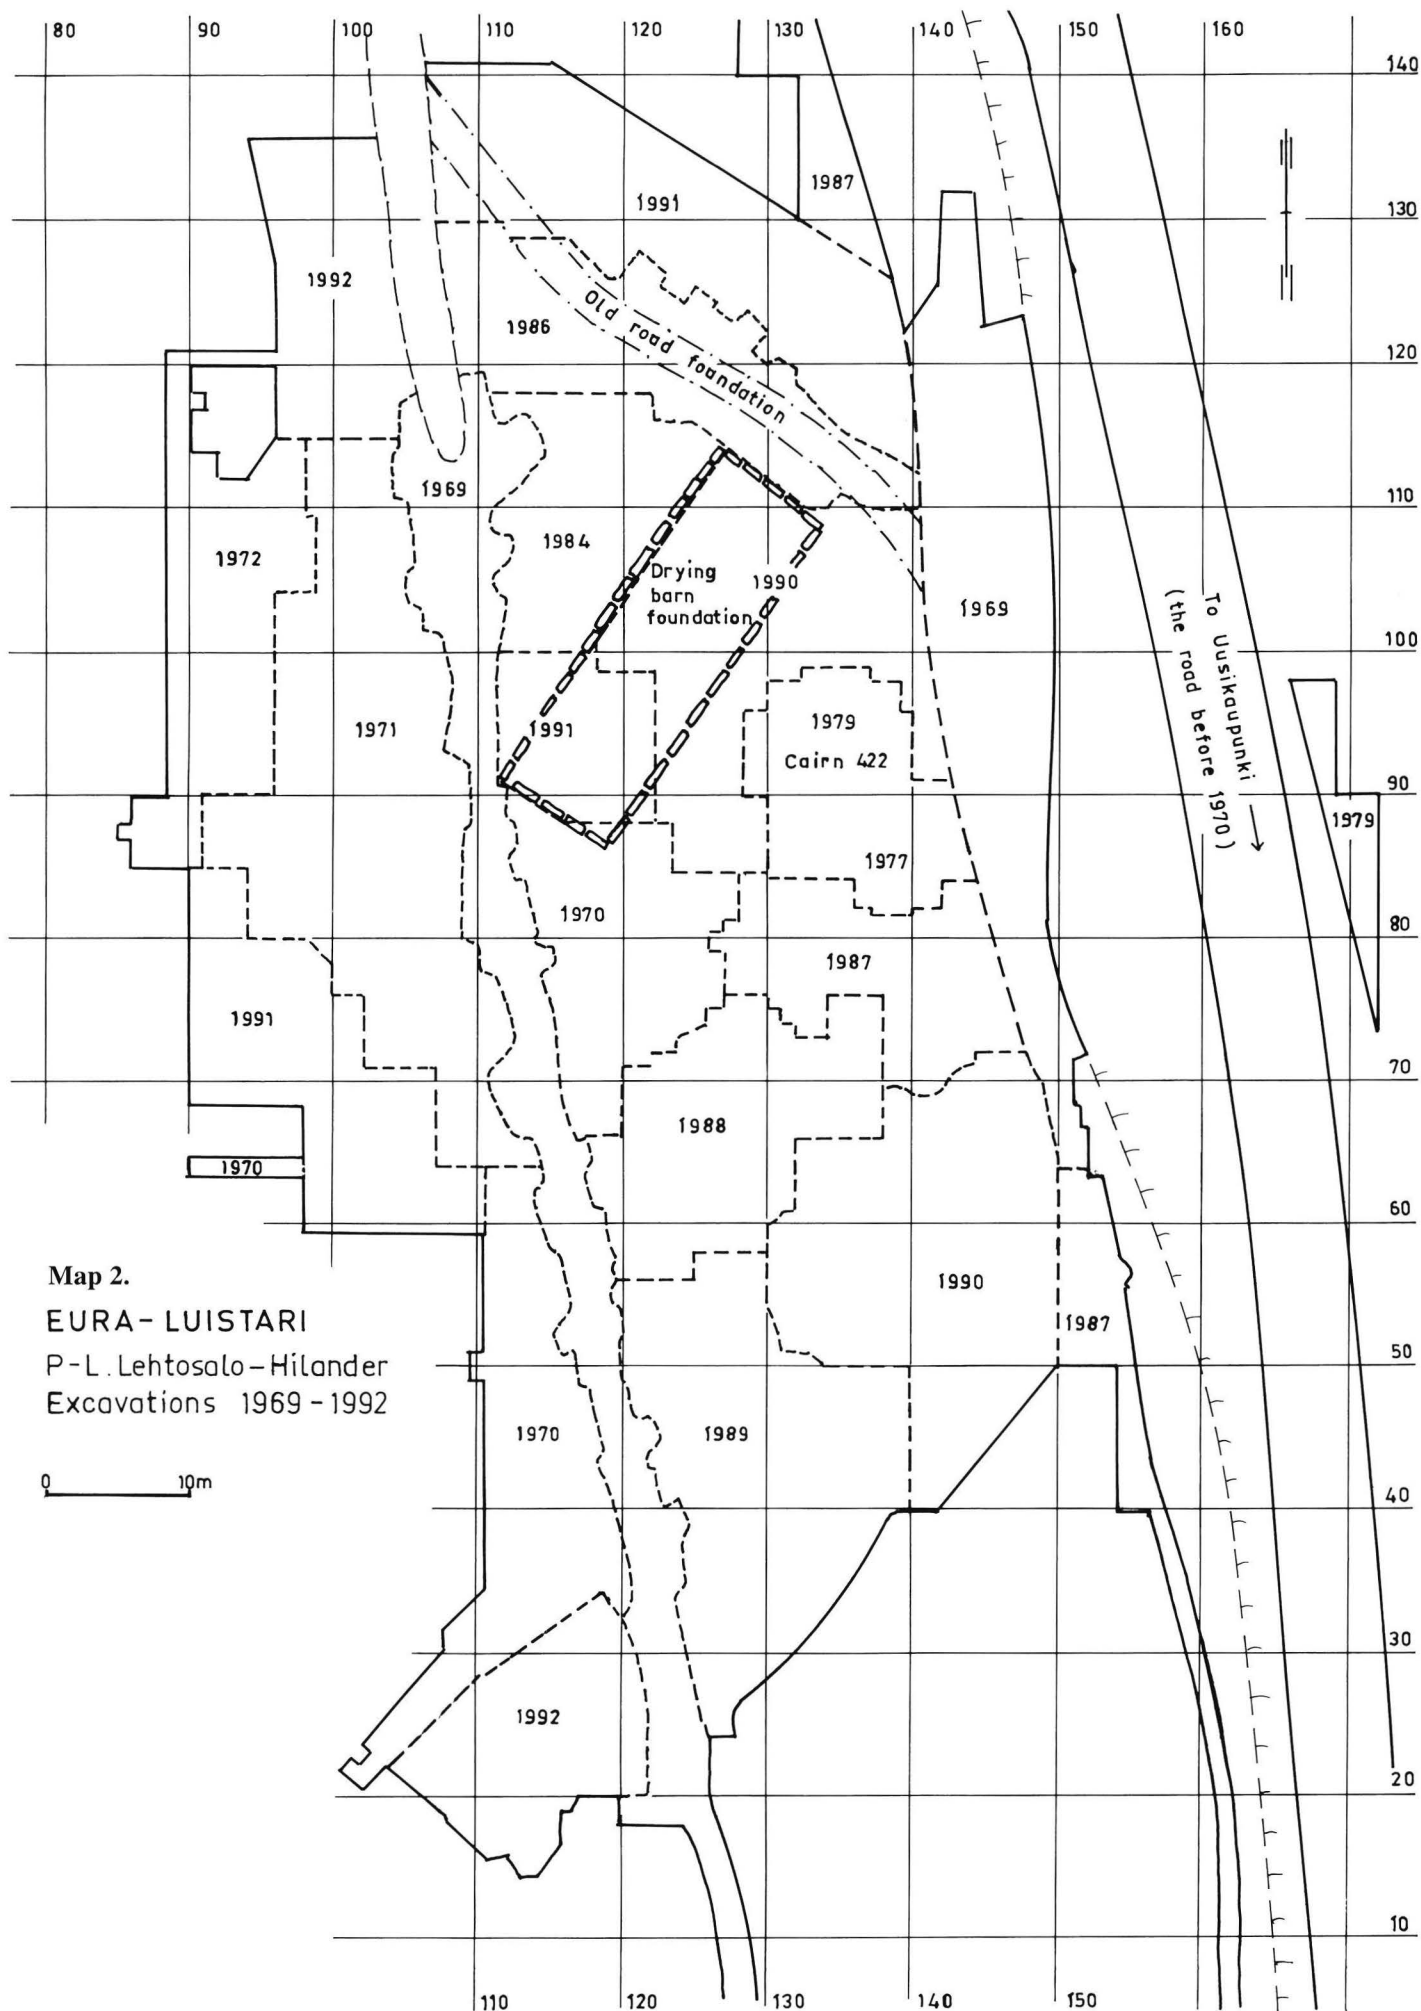 80 90 100 110 120 130 140 150 160
140
1987
1991
130
1992
1986
Old road foundation
120
1969
110
1984
1972
Drying
barn
foundation
1990
1969
To Uusikaupunki
(the road before 1970)
100
1991
1971
1979
Cairn 422
90
1979
1977
1970
80
1987
1991
70
1988
1970
60
Map 2.
EURA-LUISTARI
P-L. Lehtosalo-Hilander
Excavations 1969-1992
1990
1987
50
1970
1989
0 10m
40
30
1992
20
10
110 120 130 140 150